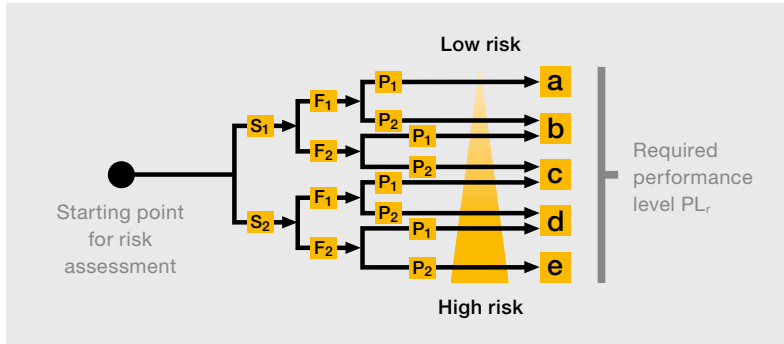 Low risk
P₁
a
F₁
P₂
b
S₁
P₁
F₂
P₂
c
Starting point
for risk
assessment
F₁
P₁
P₂
d
S₂
P₁
F₂
P₂
e
High risk
Required
performance
level PLᵣ